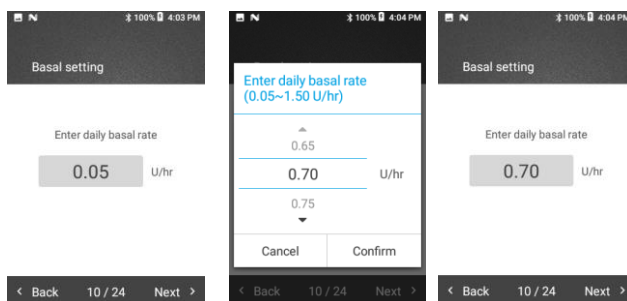 100% 4:03 PM
Basal setting
Enter daily basal rate
0.05 U/hr
< Back 10 / 24 Next >
100% 4:04 PM
Enter daily basal rate
(0.05~1.50 U/hr)
0.65
0.70 U/hr
0.75
Cancel Confirm
< Back 10 / 24 Next >
100% 4:04 PM
Basal setting
Enter daily basal rate
0.70 U/hr
< Back 10 / 24 Next >